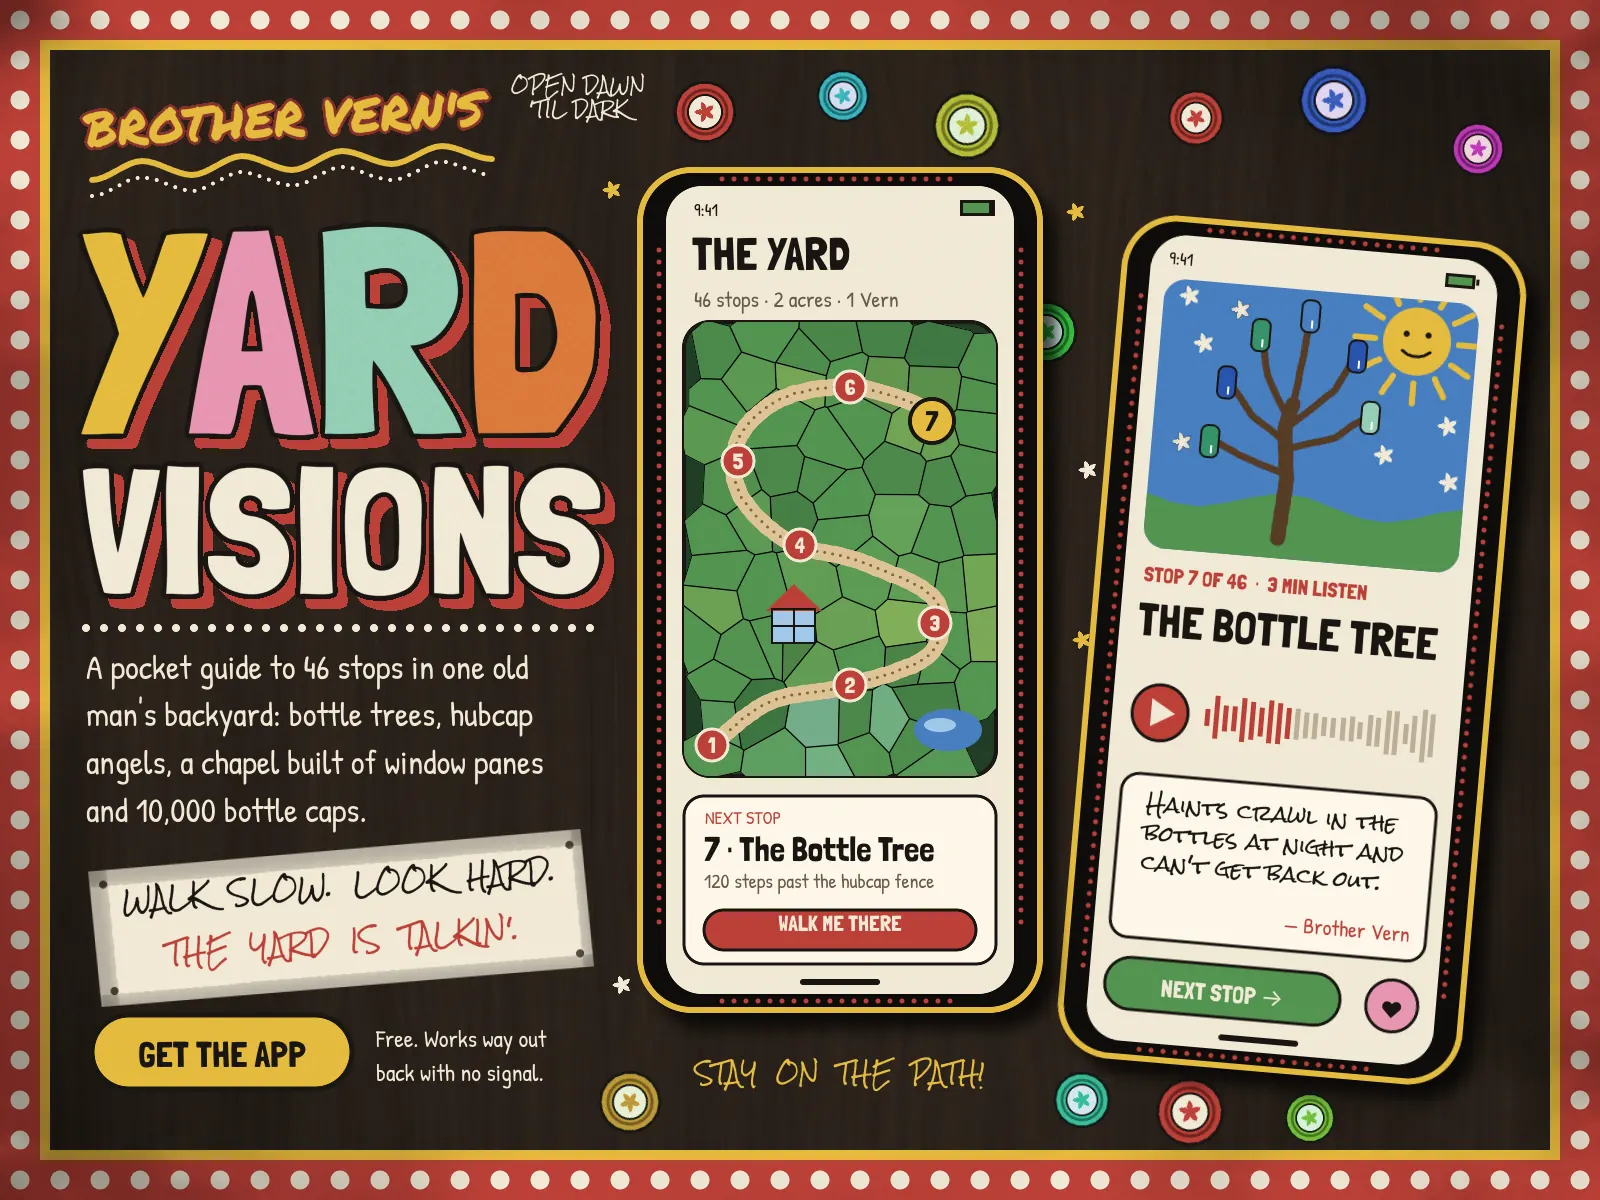 BROTHER VERN'S
OPEN DAWN
'TIL DARK
YARD
VISIONS
A pocket guide to 46 stops in one old
man's backyard: bottle trees, hubcap
angels, a chapel built of window panes
and 10,000 bottle caps.
WALK SLOW. LOOK HARD.
THE YARD IS TALKIN'.
GET THE APP
Free. Works way out
back with no signal.
9:41
THE YARD
46 stops · 2 acres · 1 Vern
6
7
5
4
3
2
1
NEXT STOP
7 · The Bottle Tree
120 steps past the hubcap fence
WALK ME THERE
STAY ON THE PATH!
9:41
STOP 7 OF 46 · 3 MIN LISTEN
THE BOTTLE TREE
HAINTS CRAWL IN THE
BOTTLES AT NIGHT AND
CAN'T GET BACK OUT.
— Brother Vern
NEXT STOP →